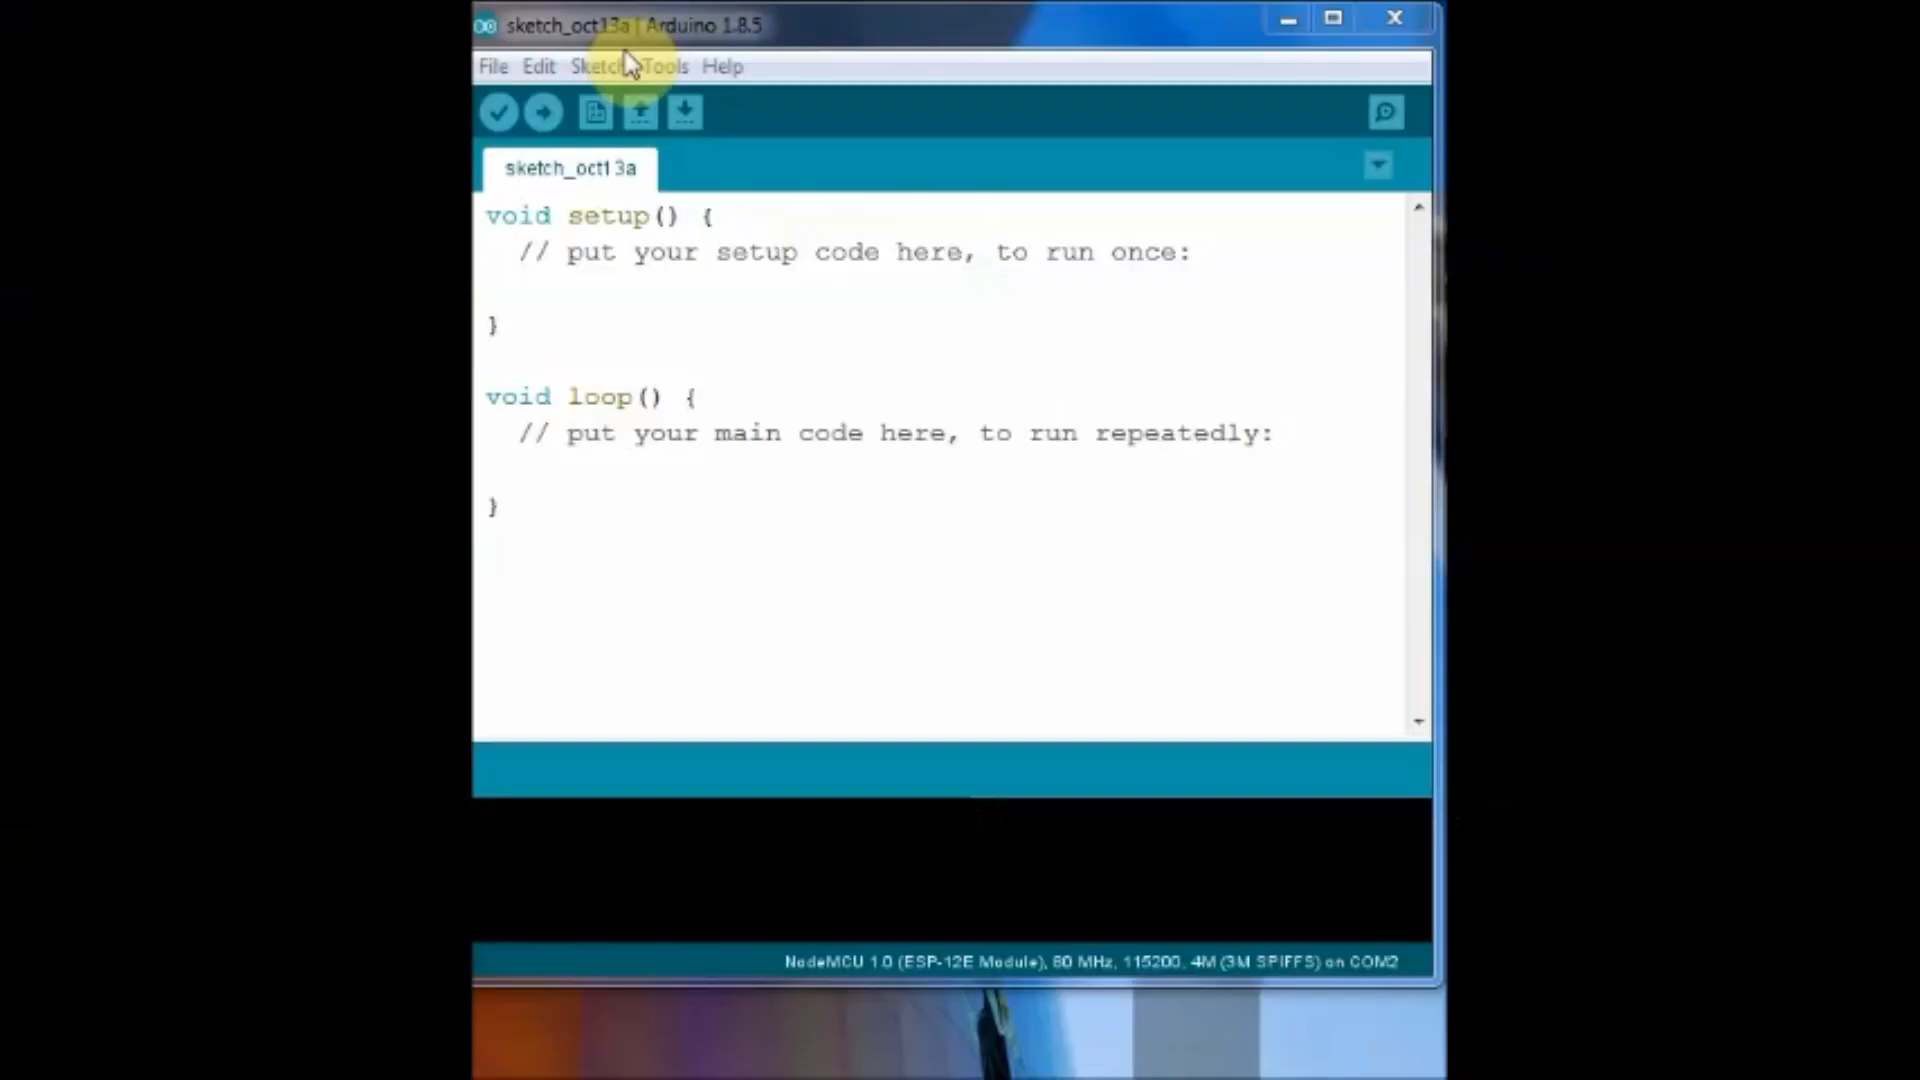 sketch_oct13a | Arduino 1.8.5
File Edit Sketch Tools Help
sketch_oct13a
void setup() {
// put your setup code here, to run once:
}
void loop() {
// put your main code here, to run repeatedly:
}
NodeMCU 1.0 (ESP-12E Module), 80 MHz, 115200, 4M (3M SPIFFS) on COM2